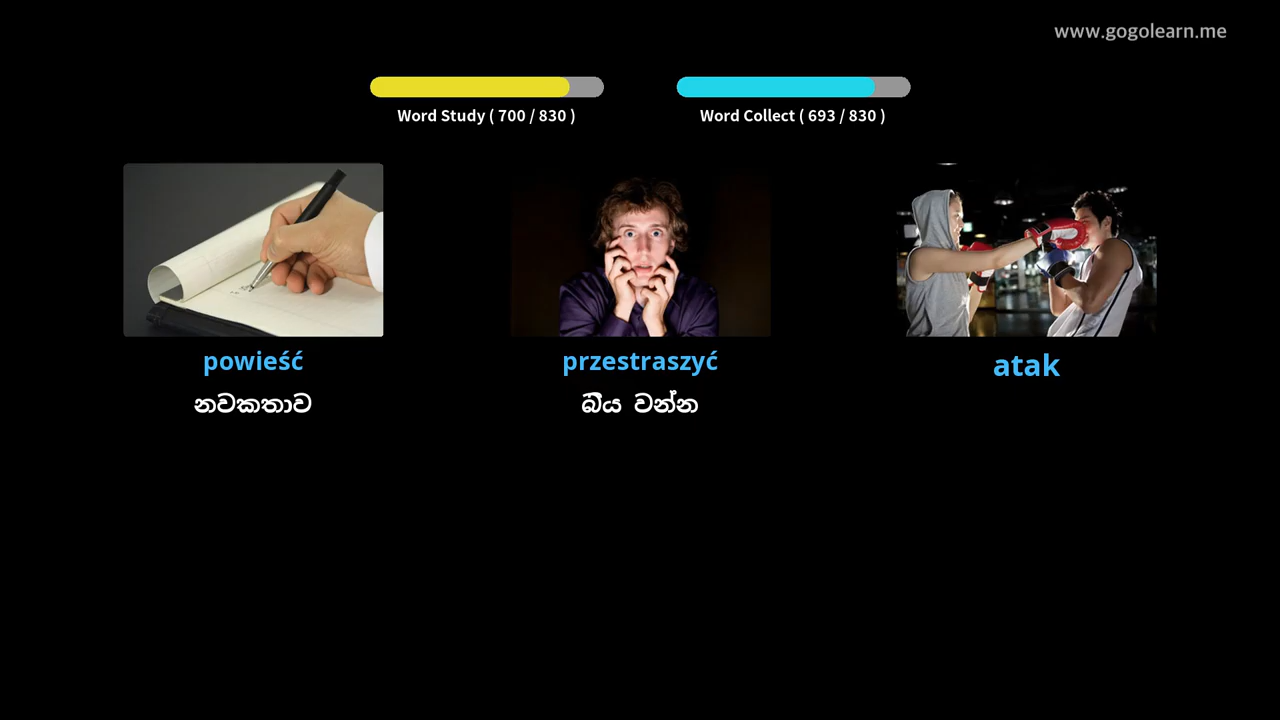 www.gogolearn.me
Word Study ( 700 / 830 )
Word Collect ( 693 / 830 )
powieść
නවකතාව
przestraszyć
බිය වන්න
atak